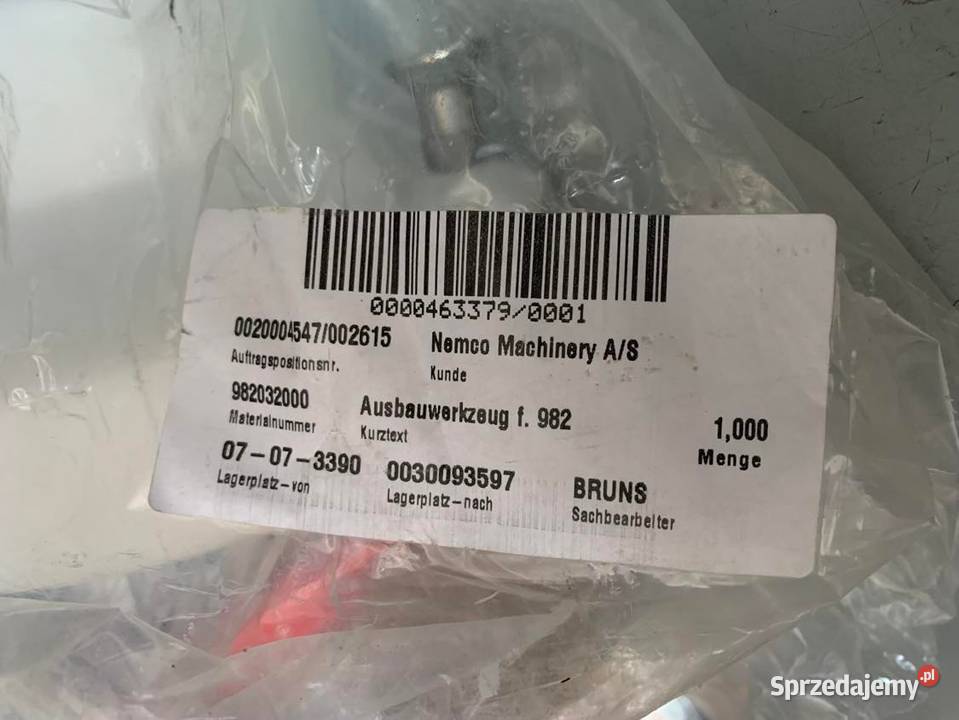 0000463379/0001
0020004547/002615 Nemco Machinery A/S
Auftragspositionsnr. Kunde
982032000 Ausbauwerkzeug f. 982 1,000
Materialnummer Kurztext Menge
07-07-3390 0030093597 BRUNS
Lagerplatz-von Lagerplatz-nach Sachbearbeiter
Sprzedajemy.pl